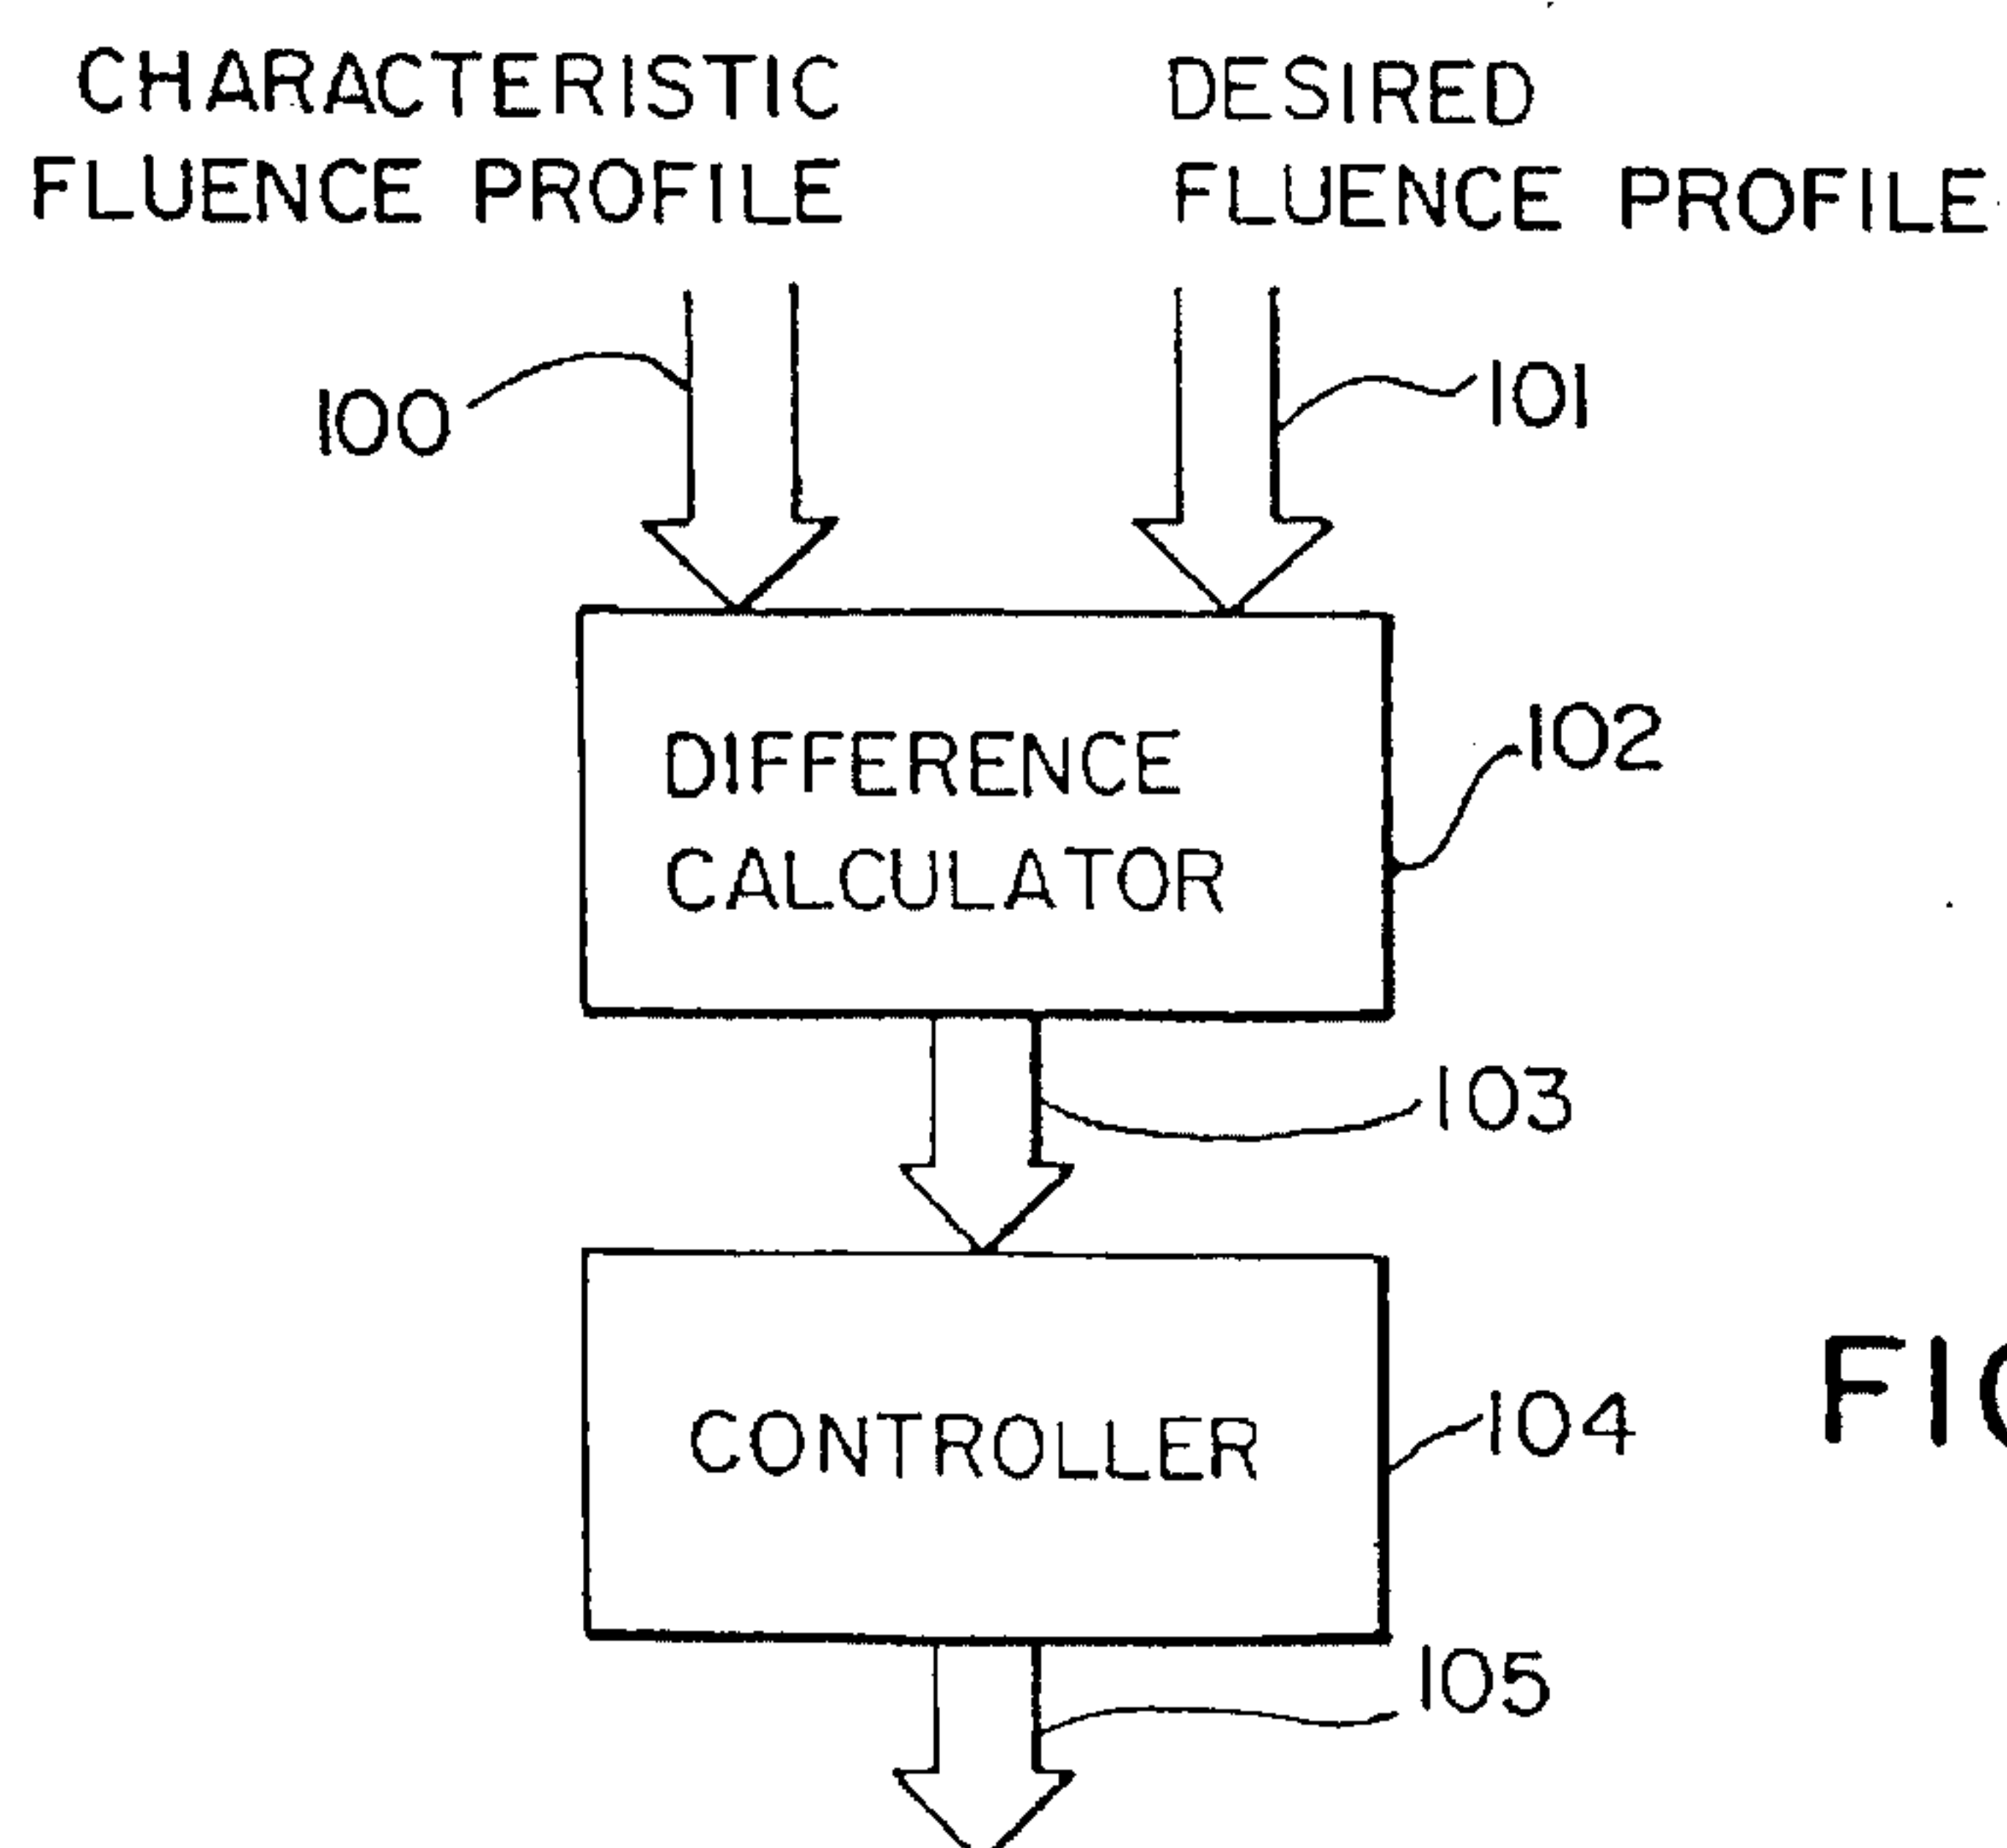 CHARACTERISTIC
FLUENCE PROFILE
DESIRED
FLUENCE PROFILE
100
101
DIFFERENCE
CALCULATOR
102
103
CONTROLLER
104
105